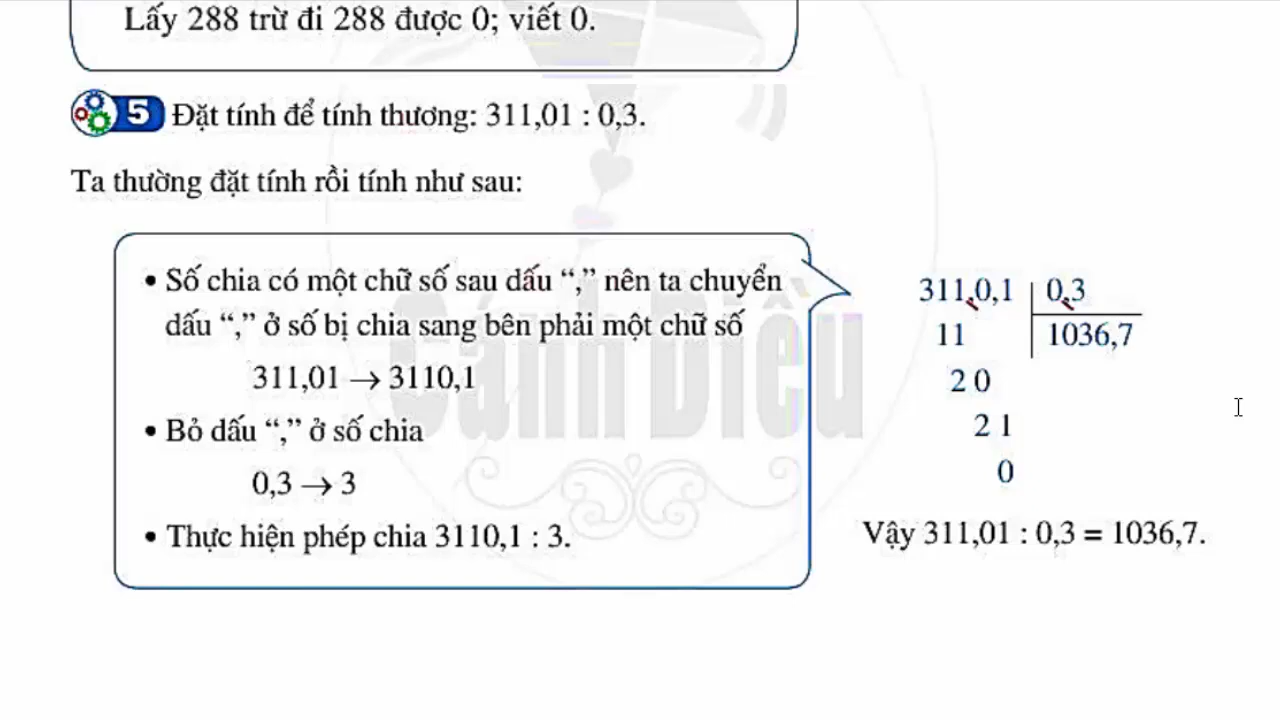 Lấy 288 trừ đi 288 được 0; viết 0.
5 Đặt tính để tính thương: 311,01 : 0,3.
Ta thường đặt tính rồi tính như sau:
• Số chia có một chữ số sau dấu “,” nên ta chuyển
dấu “,” ở số bị chia sang bên phải một chữ số
311,01 → 3110,1
• Bỏ dấu “,” ở số chia
0,3 → 3
• Thực hiện phép chia 3110,1 : 3.
311,0,1 0,3
11 1036,7
2 0
2 1
0
Vậy 311,01 : 0,3 = 1036,7.
Cánh Diều